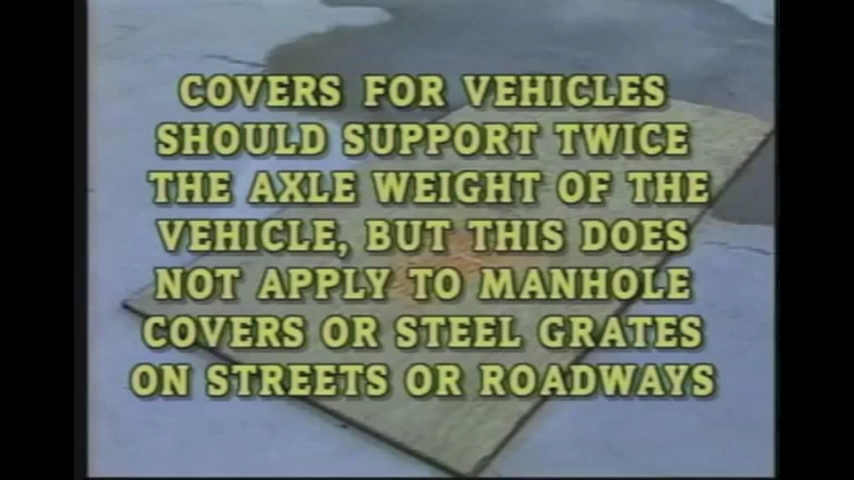 COVERS FOR VEHICLES
SHOULD SUPPORT TWICE
THE AXLE WEIGHT OF THE
VEHICLE, BUT THIS DOES
NOT APPLY TO MANHOLE
COVERS OR STEEL GRATES
ON STREETS OR ROADWAYS